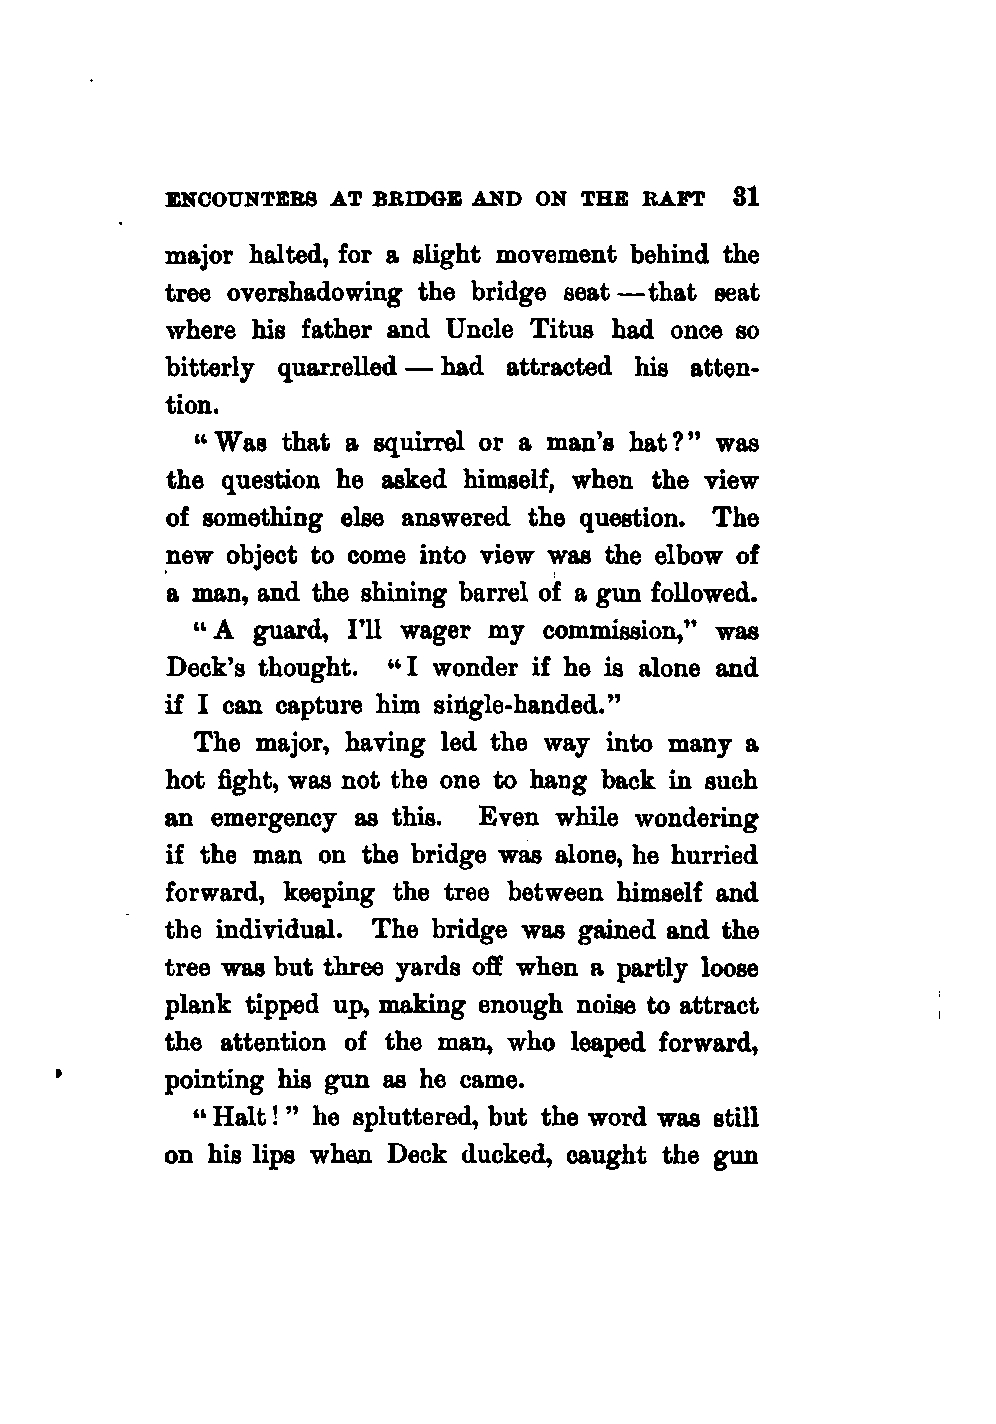 ENCOUNTERS AT BRIDGE AND ON THE RAFT 31
major halted, for a slight movement behind the
tree overshadowing the bridge seat — that seat
where his father and Uncle Titus had once so
bitterly quarrelled — had attracted his atten-
tion.
"Was that a squirrel or a man's hat?" was
the question he asked himself, when the view
of something else answered the question. The
new object to come into view was the elbow of
a man, and the shining barrel of a gun followed.
"A guard, I'll wager my commission," was
Deck's thought. "I wonder if he is alone and
if I can capture him single-handed."
The major, having led the way into many a
hot fight, was not the one to hang back in such
an emergency as this. Even while wondering
if the man on the bridge was alone, he hurried
forward, keeping the tree between himself and
the individual. The bridge was gained and the
tree was but three yards off when a partly loose
plank tipped up, making enough noise to attract
the attention of the man, who leaped forward,
pointing his gun as he came.
"Halt!" he spluttered, but the word was still
on his lips when Deck ducked, caught the gun